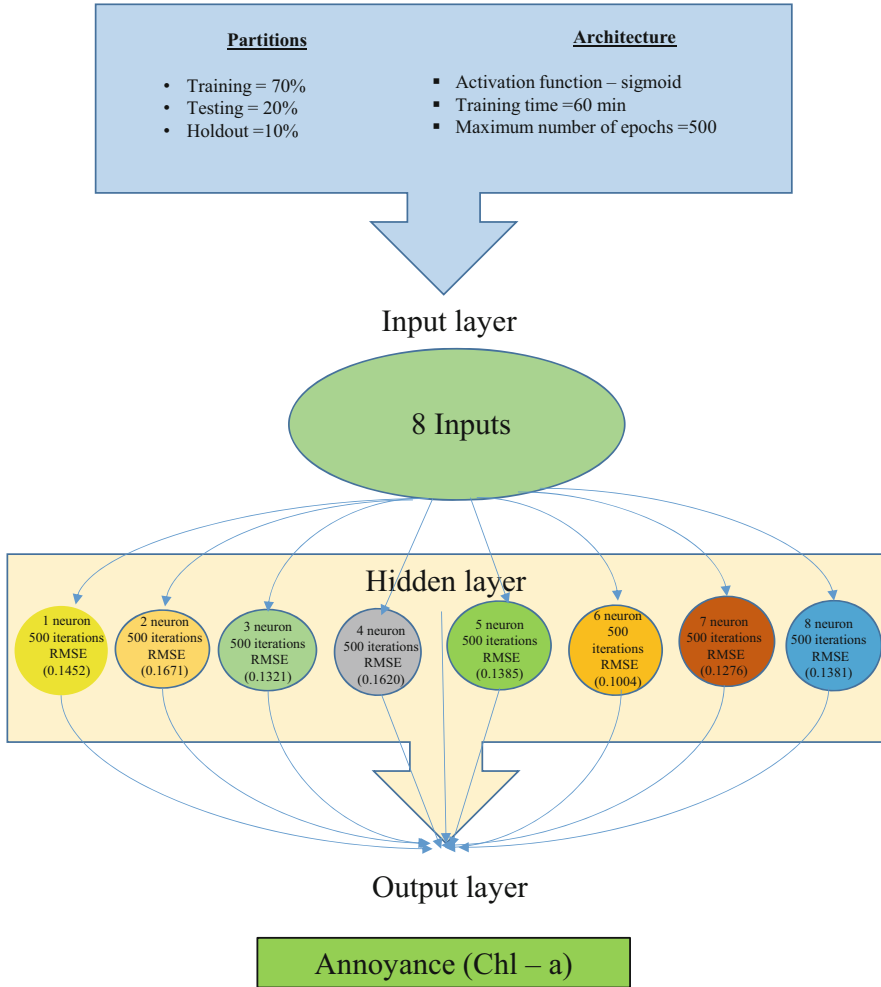 Partitions
• Training = 70%
• Testing = 20%
• Holdout =10%
Architecture
▪ Activation function – sigmoid
▪ Training time =60 min
▪ Maximum number of epochs =500
Input layer
8 Inputs
Hidden layer
1 neuron
500 iterations
RMSE
(0.1452)
2 neuron
500 iterations
RMSE
(0.1671)
3 neuron
500 iterations
RMSE
(0.1321)
4 neuron
500 iterations
RMSE
(0.1620)
5 neuron
500 iterations
RMSE
(0.1385)
6 neuron
500
iterations
RMSE
(0.1004)
7 neuron
500 iterations
RMSE
(0.1276)
8 neuron
500 iterations
RMSE
(0.1381)
Output layer
Annoyance (Chl – a)